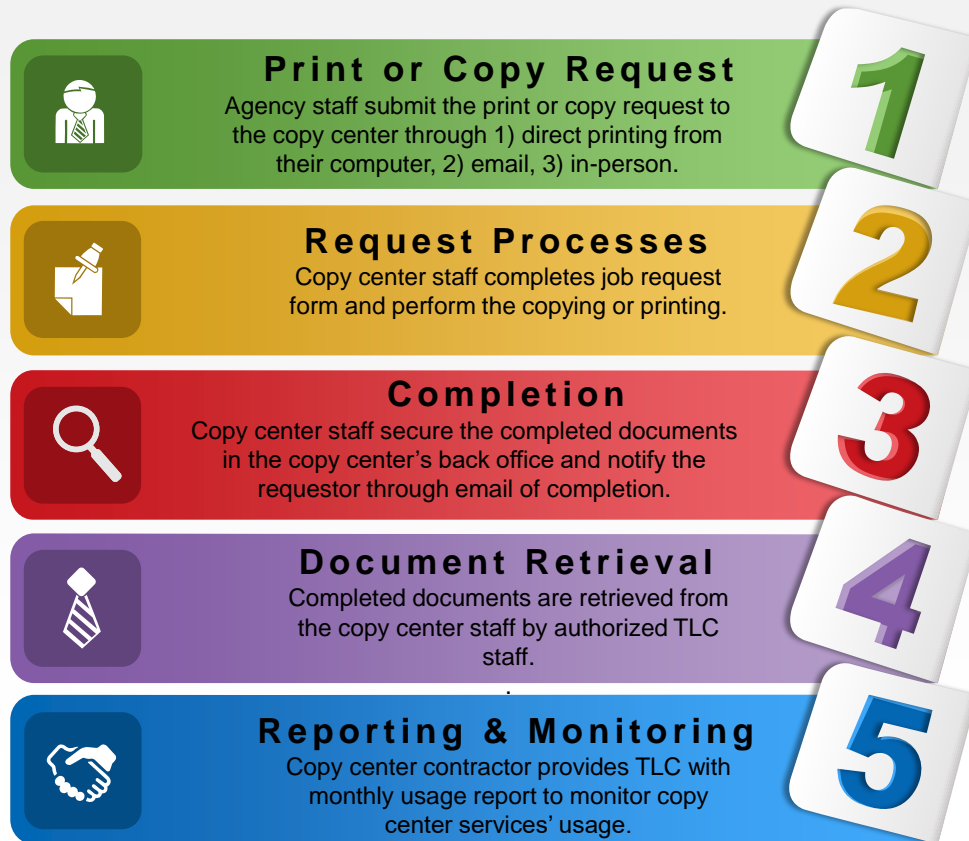 Print or Copy Request
Agency staff submit the print or copy request to
the copy center through 1) direct printing from
their computer, 2) email, 3) in-person.
1
Request Processes
Copy center staff completes job request
form and perform the copying or printing.
2
Completion
Copy center staff secure the completed documents
in the copy center’s back office and notify the
requestor through email of completion.
3
Document Retrieval
Completed documents are retrieved from
the copy center staff by authorized TLC
staff.
.
4
Reporting & Monitoring
Copy center contractor provides TLC with
monthly usage report to monitor copy
center services’ usage.
5